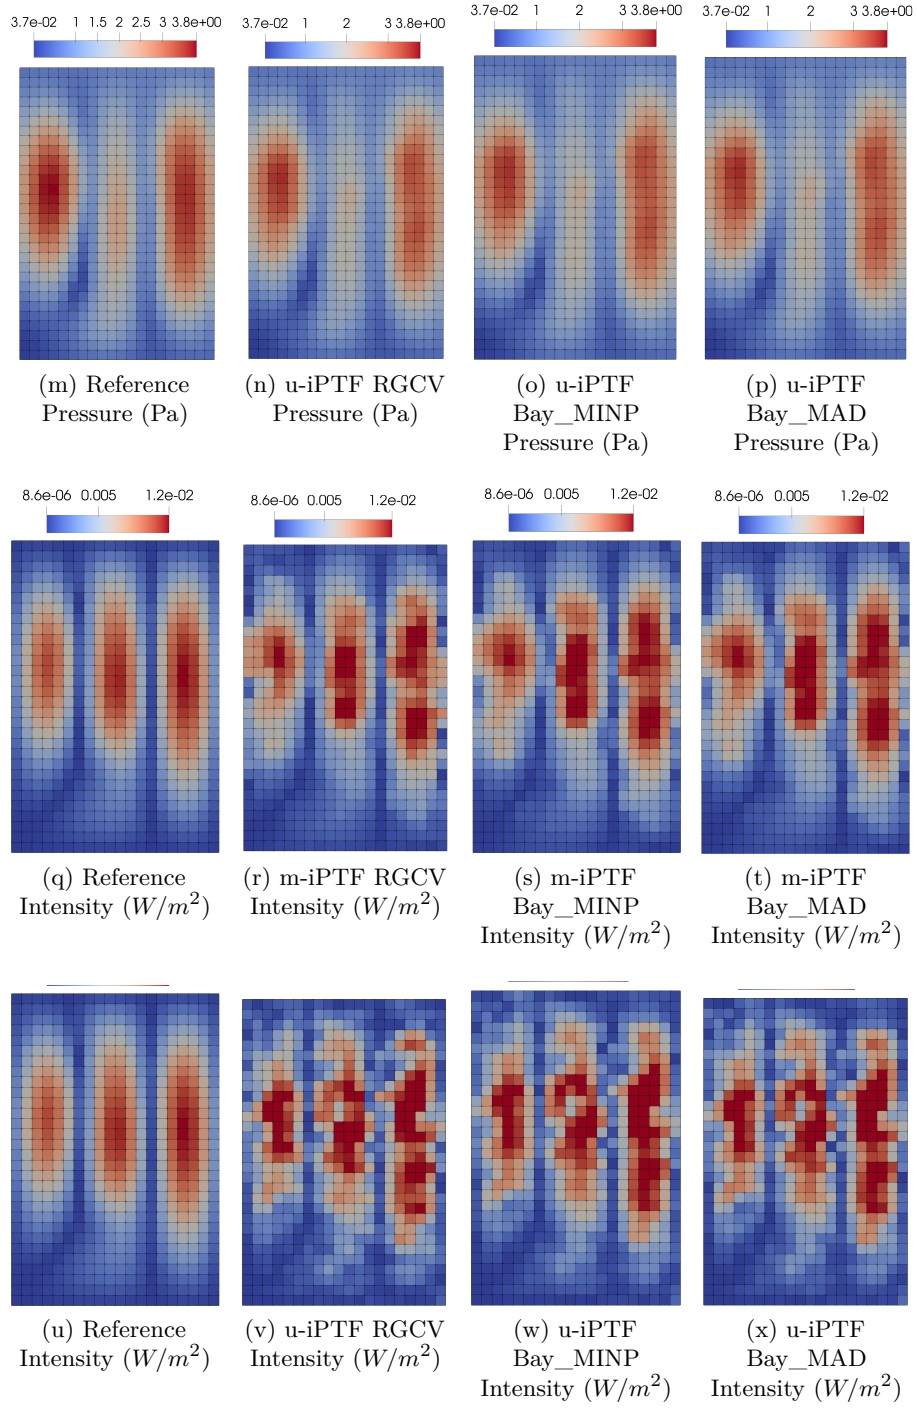 3.7e-02 1 1.5 2 2.5 3 3.8e+00
3.7e-02 1 2 3 3.8e+00
3.7e-02 1 2 3 3.8e+00
3.7e-02 1 2 3 3.8e+00
(m) Reference
Pressure (Pa)
(n) u-iPTF RGCV
Pressure (Pa)
(o) u-iPTF
Bay_MINP
Pressure (Pa)
(p) u-iPTF
Bay_MAD
Pressure (Pa)
8.6e-06 0.005 1.2e-02
8.6e-06 0.005 1.2e-02
8.6e-06 0.005 1.2e-02
8.6e-06 0.005 1.2e-02
(q) Reference
Intensity (W/m²)
(r) m-iPTF RGCV
Intensity (W/m²)
(s) m-iPTF
Bay_MINP
Intensity (W/m²)
(t) m-iPTF
Bay_MAD
Intensity (W/m²)
(u) Reference
Intensity (W/m²)
(v) u-iPTF RGCV
Intensity (W/m²)
(w) u-iPTF
Bay_MINP
Intensity (W/m²)
(x) u-iPTF
Bay_MAD
Intensity (W/m²)